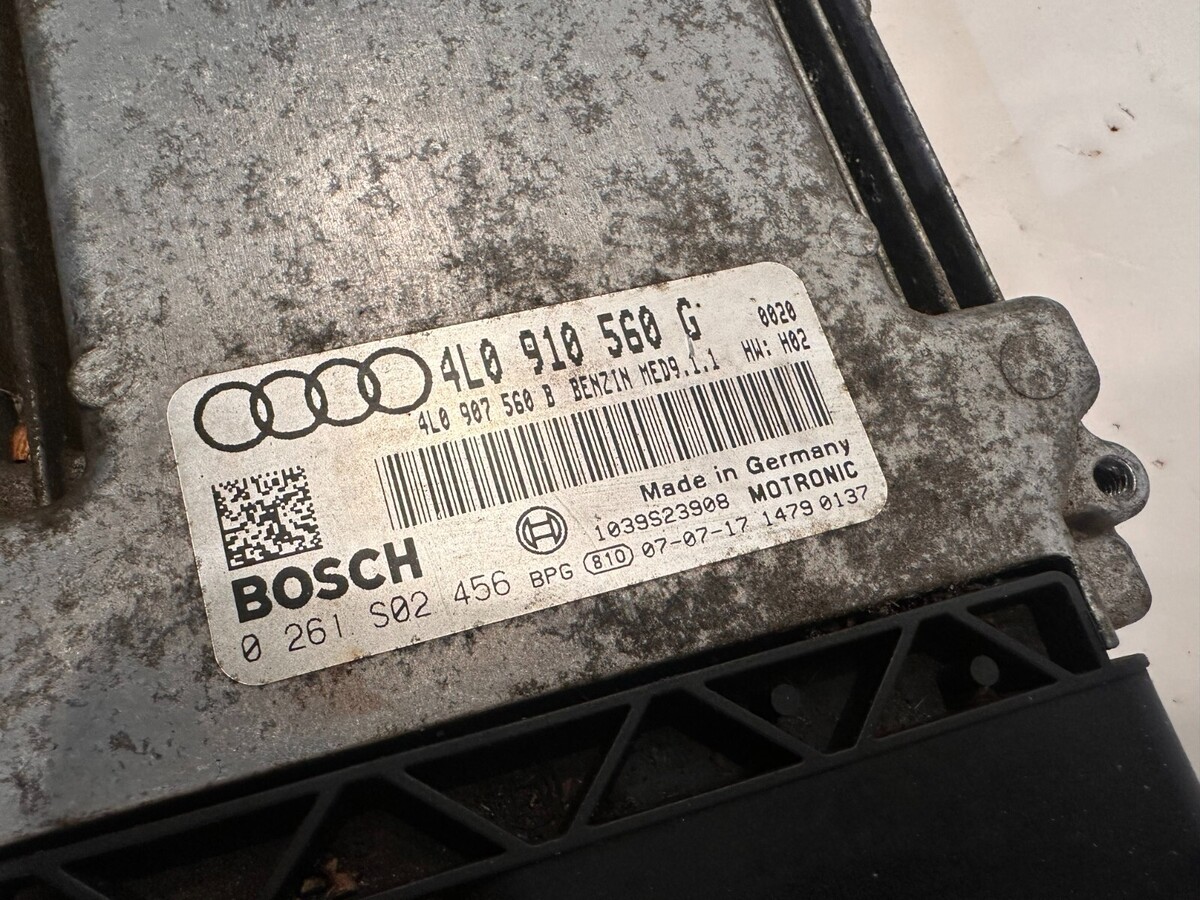 4L0 910 560 G 0020
4L0 907 560 B BENZIN MED9.1.1 HW: H02
Made in Germany
1039S23908 MOTRONIC
BOSCH
0 261 S02 456 BPG 810 07-07-17 1479 0137